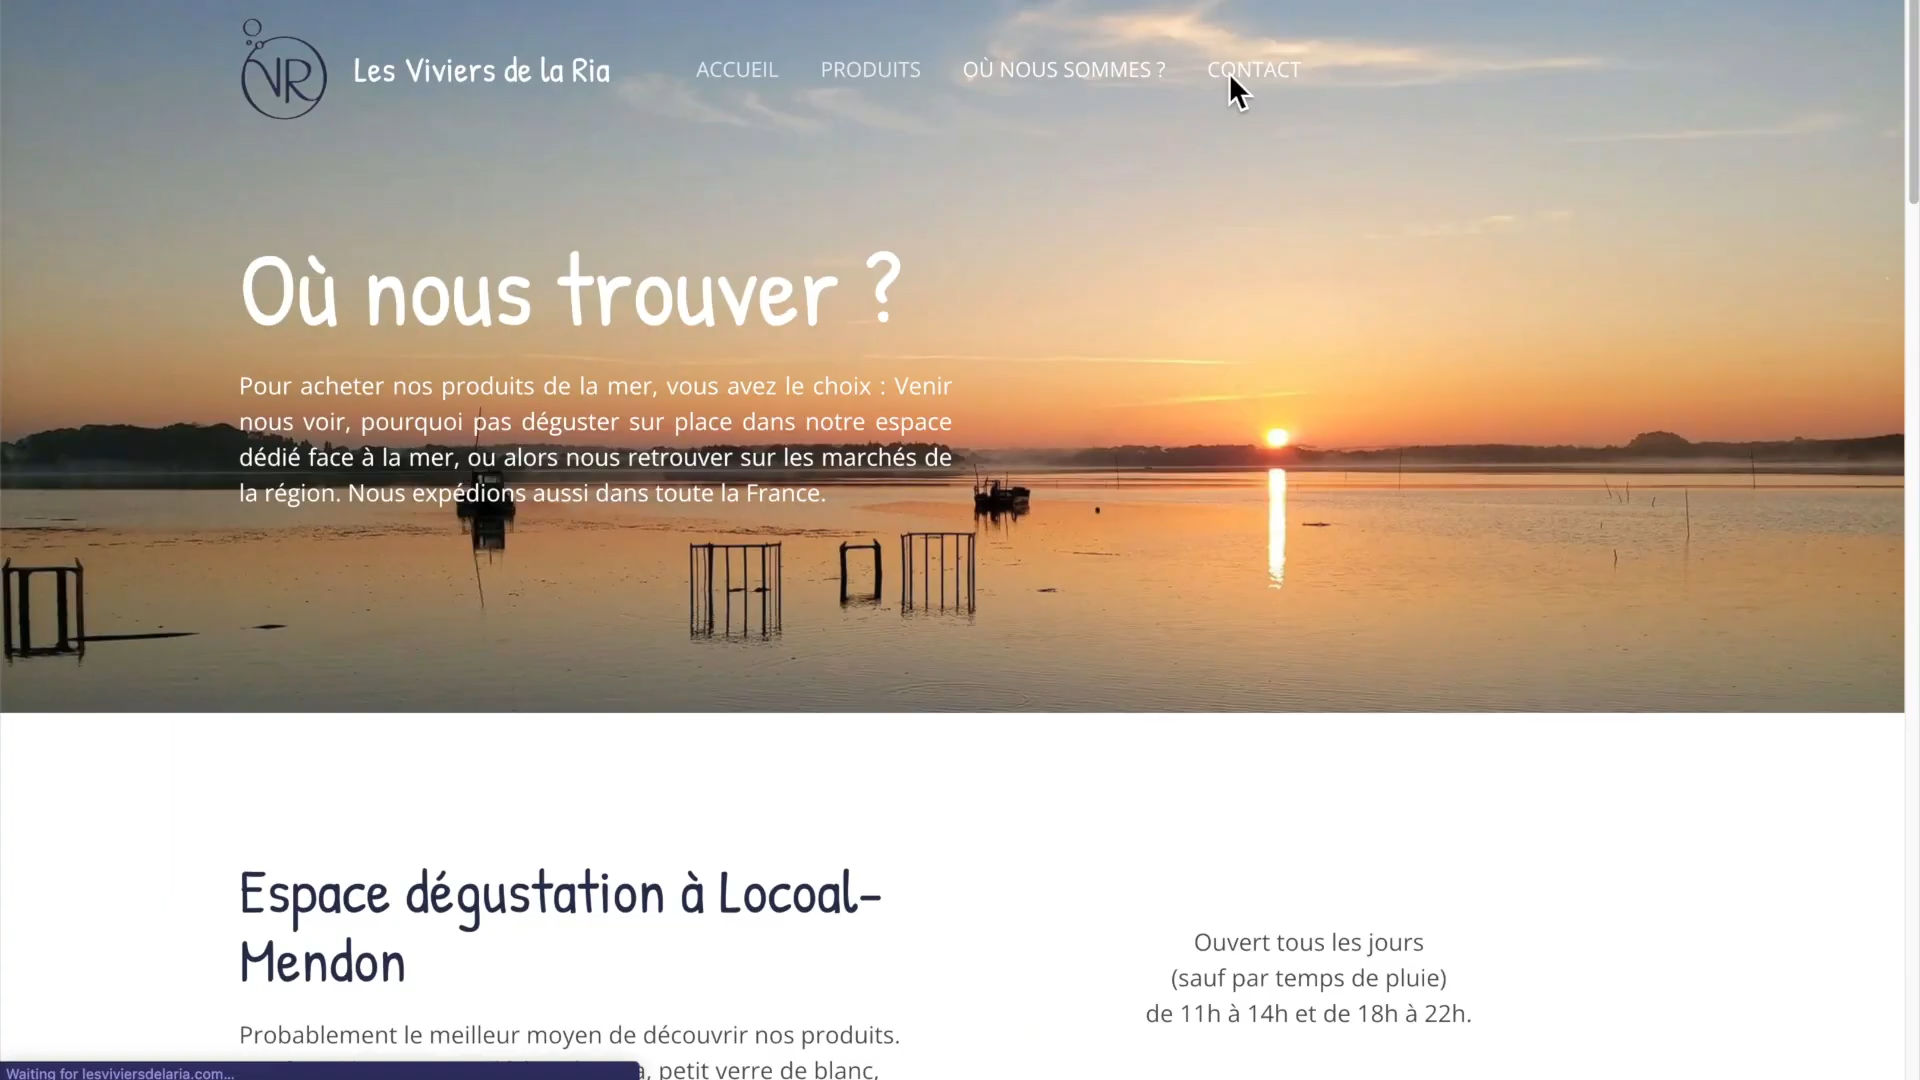 VR
Les Viviers de la Ria
ACCUEIL
PRODUITS
OÙ NOUS SOMMES ?
CONTACT
Où nous trouver ?
Pour acheter nos produits de la mer, vous avez le choix : Venir
nous voir, pourquoi pas déguster sur place dans notre espace
dédié face à la mer, ou alors nous retrouver sur les marchés de
la région. Nous expédions aussi dans toute la France.
Espace dégustation à Locoal-
Mendon
Probablement le meilleur moyen de découvrir nos produits.
petit verre de blanc,
Ouvert tous les jours
(sauf par temps de pluie)
de 11h à 14h et de 18h à 22h.
Waiting for lesviviersdelaria.com...